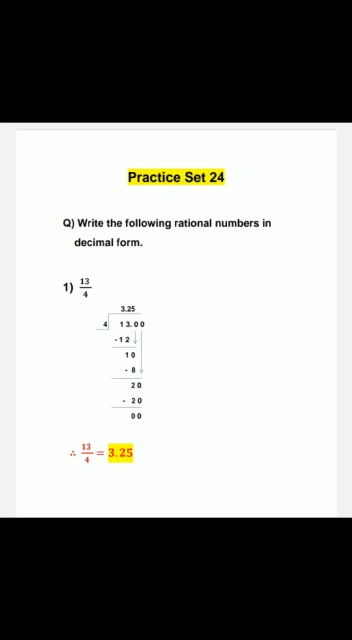 Practice Set 24
Q) Write the following rational numbers in
decimal form.
1) 13/4
3.25
4 13.00
-12
10
- 8
20
- 20
00
∴ 13/4 = 3.25